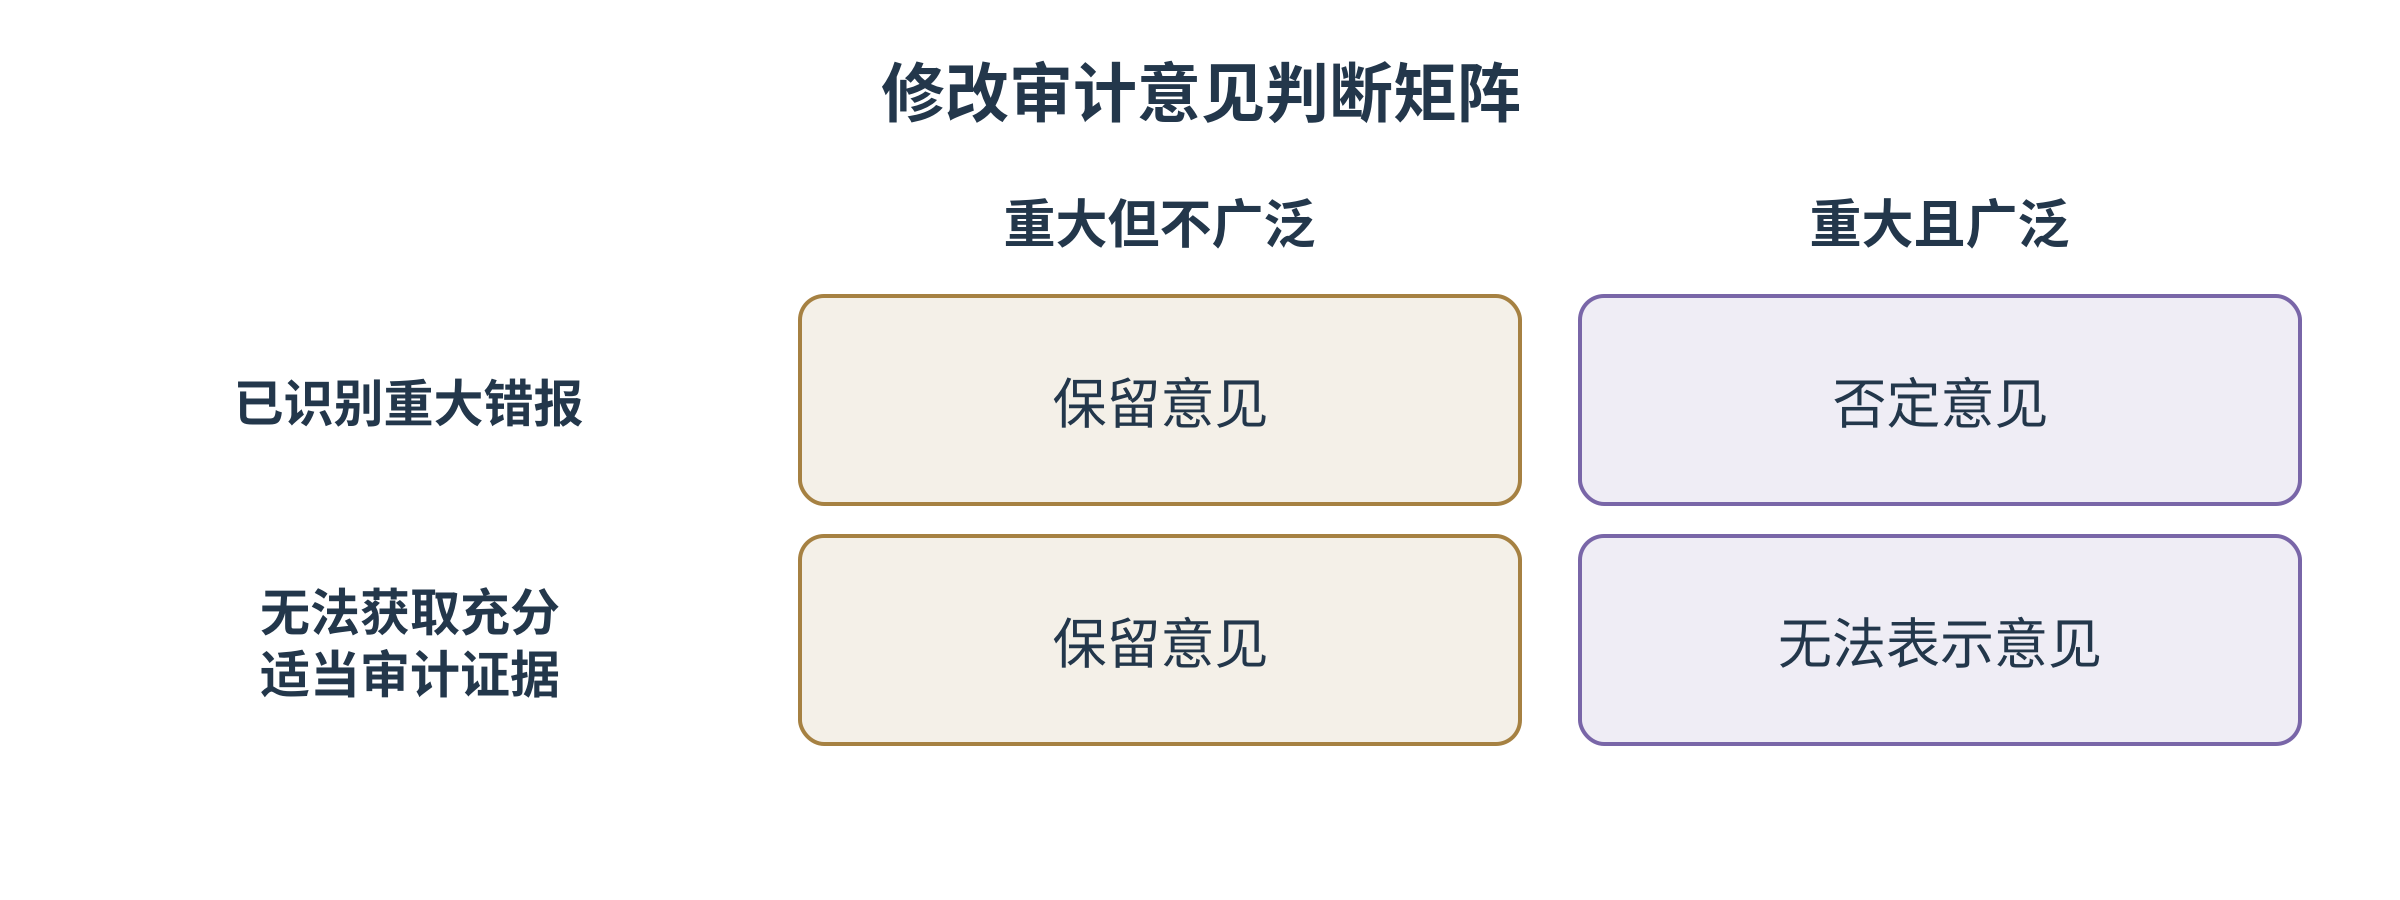 修改审计意见判断矩阵
重大但不广泛
重大且广泛
已识别重大错报
保留意见
否定意见
无法获取充分
适当审计证据
保留意见
无法表示意见